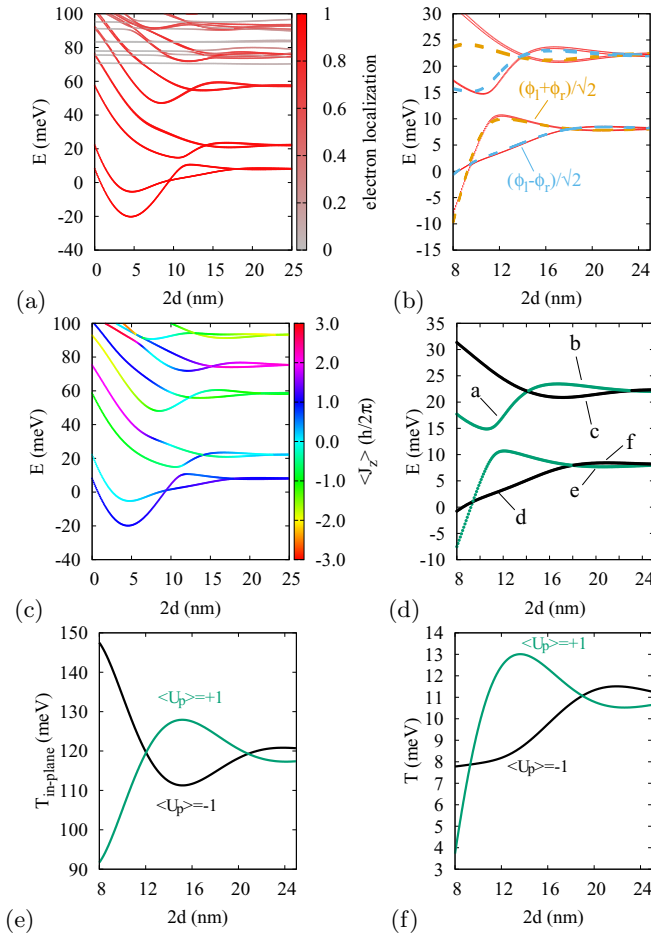 100
80
60
40
20
0
-20
-40
E (meV)
0 5 10 15 20 25
2d (nm)
1
0.8
0.6
0.4
0.2
0
electron localization
(a)
30
25
20
15
10
5
0
-5
-10
-15
E (meV)
8 12 16 20 24
2d (nm)
(ϕl+ϕr)/√2
(ϕl-ϕr)/√2
(b)
100
80
60
40
20
0
-20
-40
E (meV)
0 5 10 15 20 25
2d (nm)
3.0
2.0
1.0
0.0
-1.0
-2.0
-3.0
<Jz> (h/2π)
(c)
35
30
25
20
15
10
5
0
-5
-10
E (meV)
8 12 16 20 24
2d (nm)
a
b
c
d
e
f
(d)
150
140
130
120
110
100
90
Tin-plane (meV)
8 12 16 20 24
2d (nm)
<Up>=+1
<Up>=-1
(e)
14
13
12
11
10
9
8
7
6
5
4
3
T (meV)
8 12 16 20 24
2d (nm)
<Up>=+1
<Up>=-1
(f)